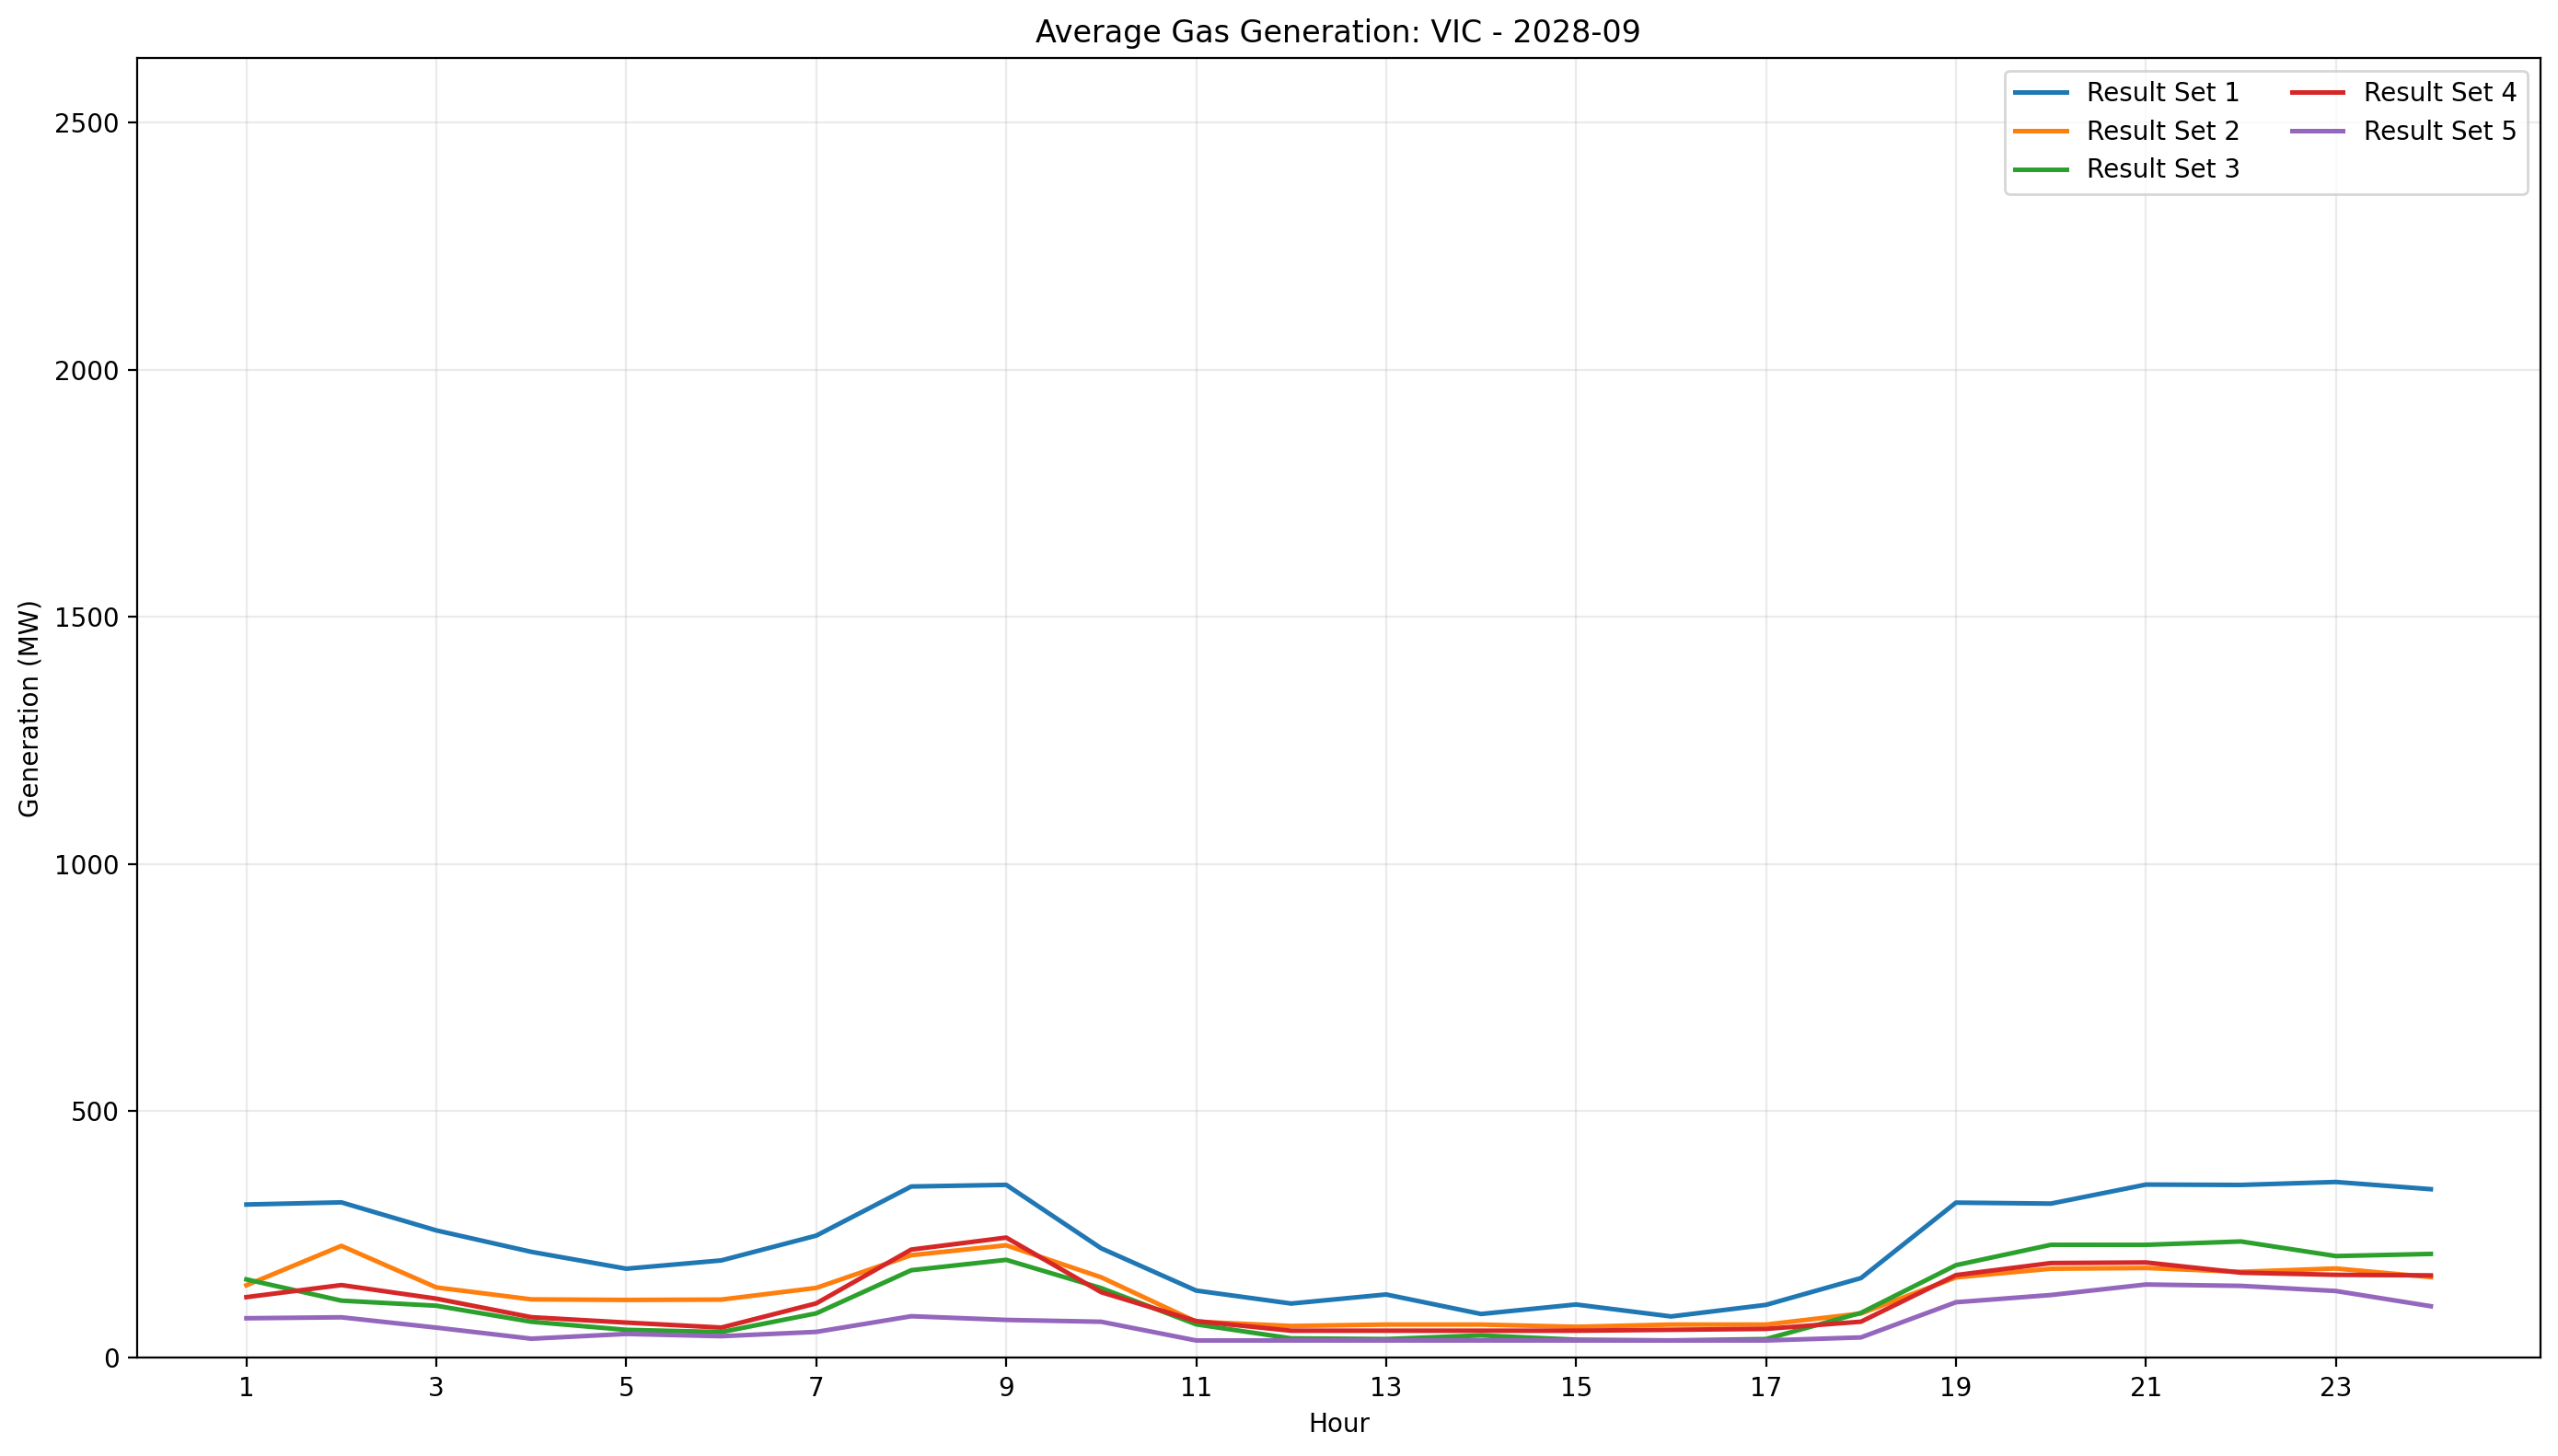 Average Gas Generation: VIC - 2028-09
Result Set 1
Result Set 2
Result Set 3
Result Set 4
Result Set 5
Generation (MW)
2500
2000
1500
1000
500
0
1 3 5 7 9 11 13 15 17 19 21 23
Hour